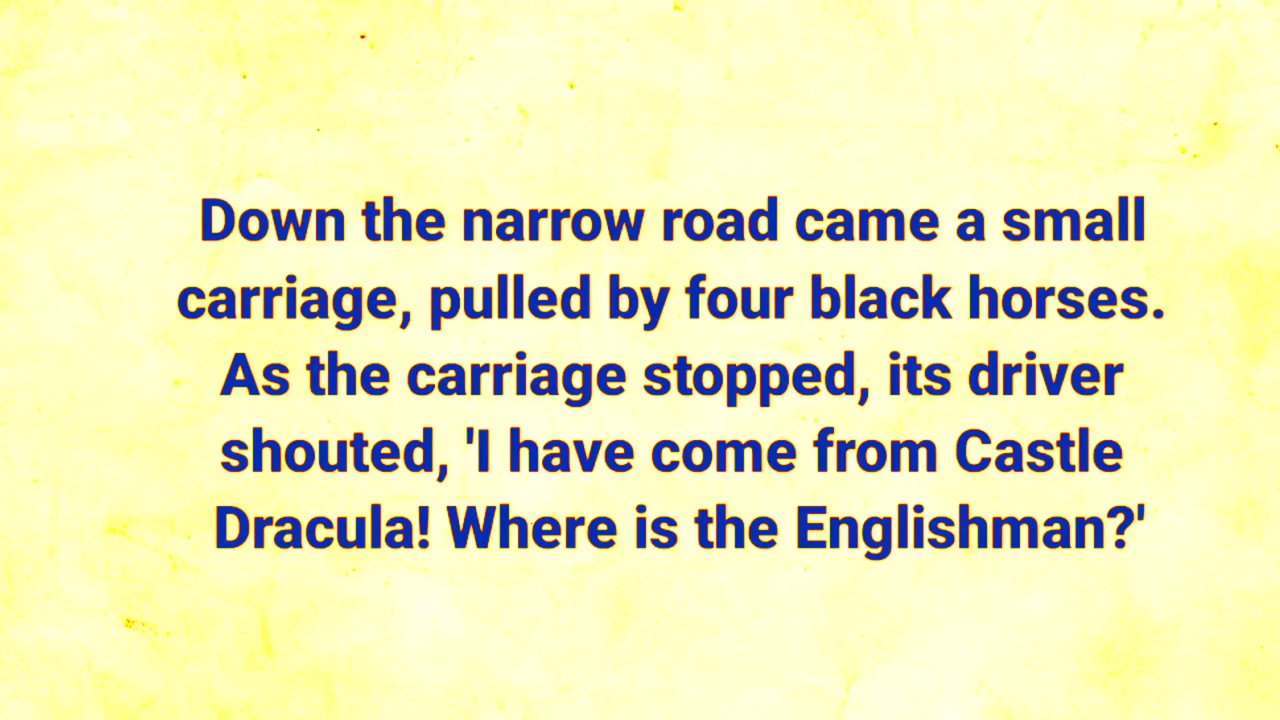 Down the narrow road came a small
carriage, pulled by four black horses.
As the carriage stopped, its driver
shouted, 'I have come from Castle
Dracula! Where is the Englishman?'